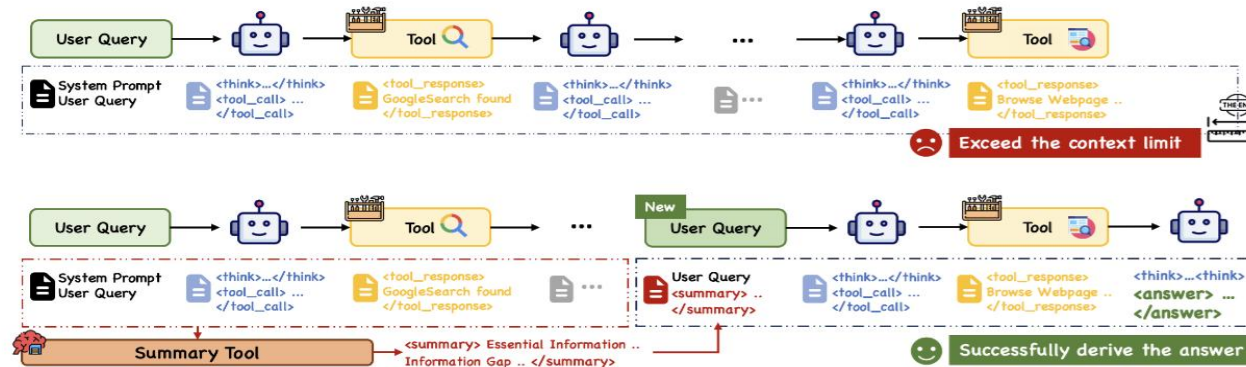 User Query
Tool
...
Tool
System Prompt
User Query
<think>...</think>
<tool_call> ...
</tool_call>
<tool_response>
GoogleSearch found
</tool_response>
<think>...</think>
<tool_call> ...
</tool_call>
...
<think>...</think>
<tool_call> ...
</tool_call>
<tool_response>
Browse Webpage ..
</tool_response>
THE EN
Exceed the context limit
User Query
Tool
...
New
User Query
Tool
System Prompt
User Query
<think>...</think>
<tool_call> ...
</tool_call>
<tool_response>
GoogleSearch found
</tool_response>
...
User Query
<summary> ..
</summary>
<think>...</think>
<tool_call> ...
</tool_call>
<tool_response>
Browse Webpage ..
</tool_response>
<think>...<think>
<answer> ...
</answer>
Summary Tool
<summary> Essential Information ..
Information Gap .. </summary>
Successfully derive the answer